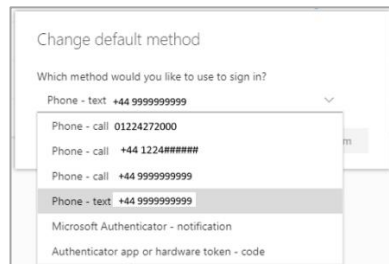 Change default method
Which method would you like to use to sign in?
Phone - text +44 9999999999
Phone - call 01224272000
Phone - call +44 1224######
Phone - call +44 9999999999
Phone - text +44 9999999999
m
Microsoft Authenticator - notification
Authenticator app or hardware token - code